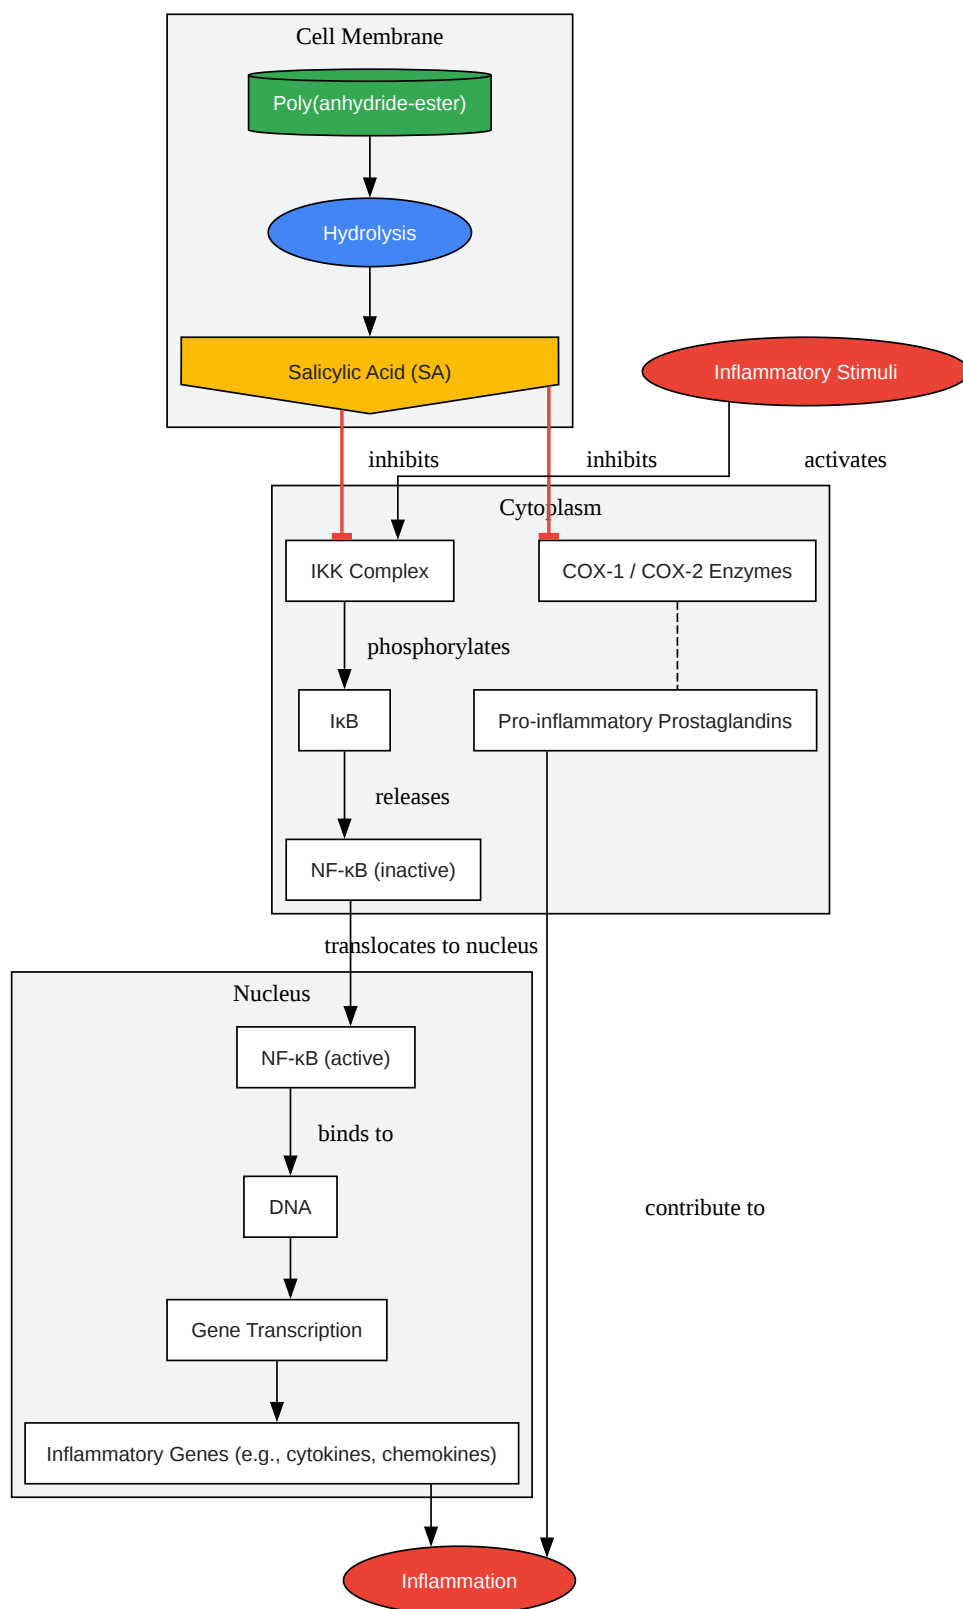 Cell Membrane
Poly(anhydride-ester)
Hydrolysis
Salicylic Acid (SA)
Inflammatory Stimuli
inhibits
inhibits
activates
Cytoplasm
IKK Complex
COX-1 / COX-2 Enzymes
phosphorylates
IκB
Pro-inflammatory Prostaglandins
releases
NF-κB (inactive)
translocates to nucleus
Nucleus
NF-κB (active)
binds to
DNA
contribute to
Gene Transcription
Inflammatory Genes (e.g., cytokines, chemokines)
Inflammation